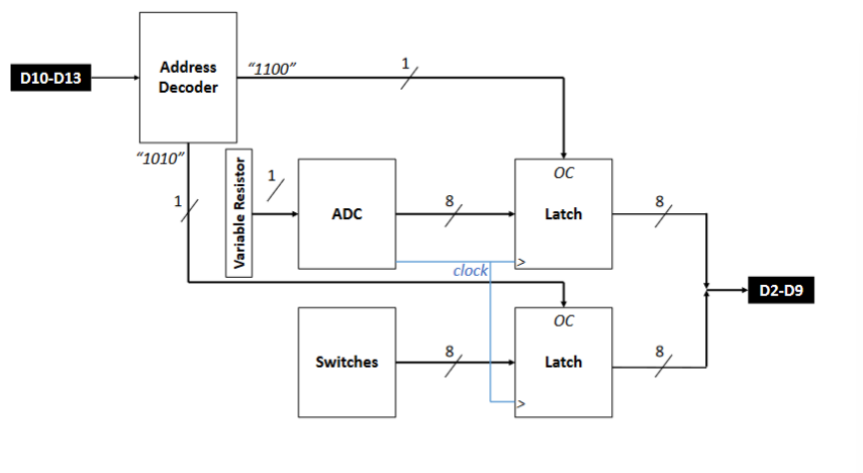 Address
Decoder
"1100"
1
D10-D13
"1010"
1
Variable Resistor
1
ADC
8
OC
Latch
>
8
clock
D2-D9
Switches
8
OC
Latch
>
8